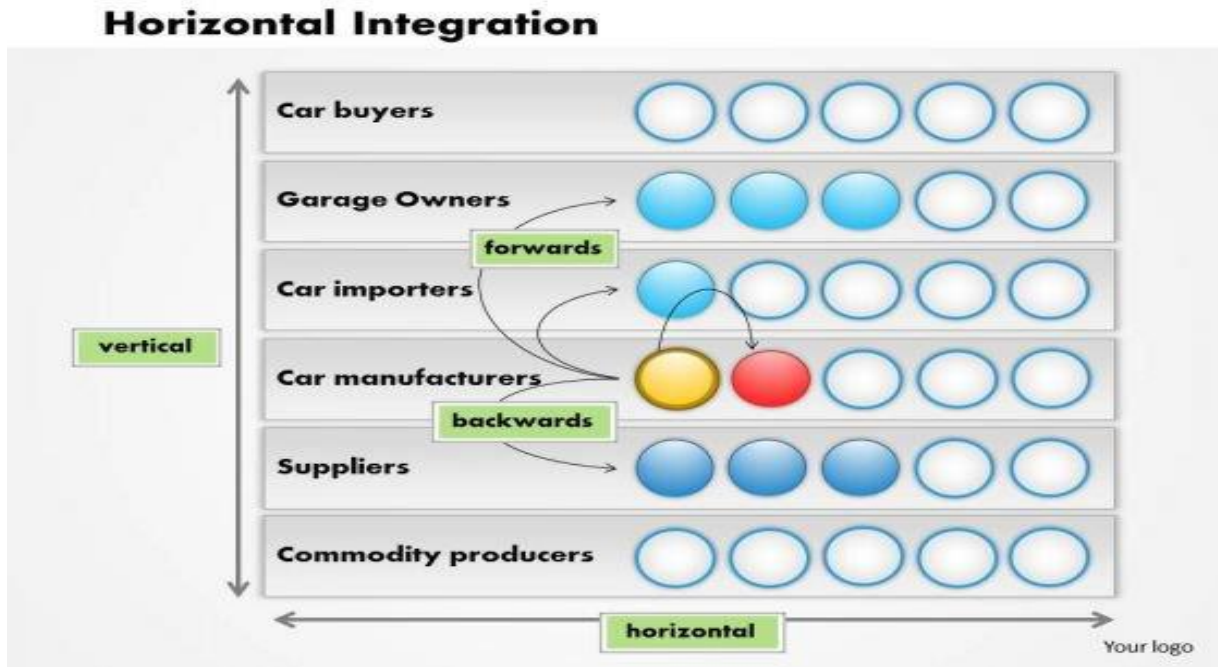 Horizontal Integration
Car buyers
Garage Owners
forwards
Car importers
vertical
Car manufacturers
backwards
Suppliers
Commodity producers
horizontal
Your logo